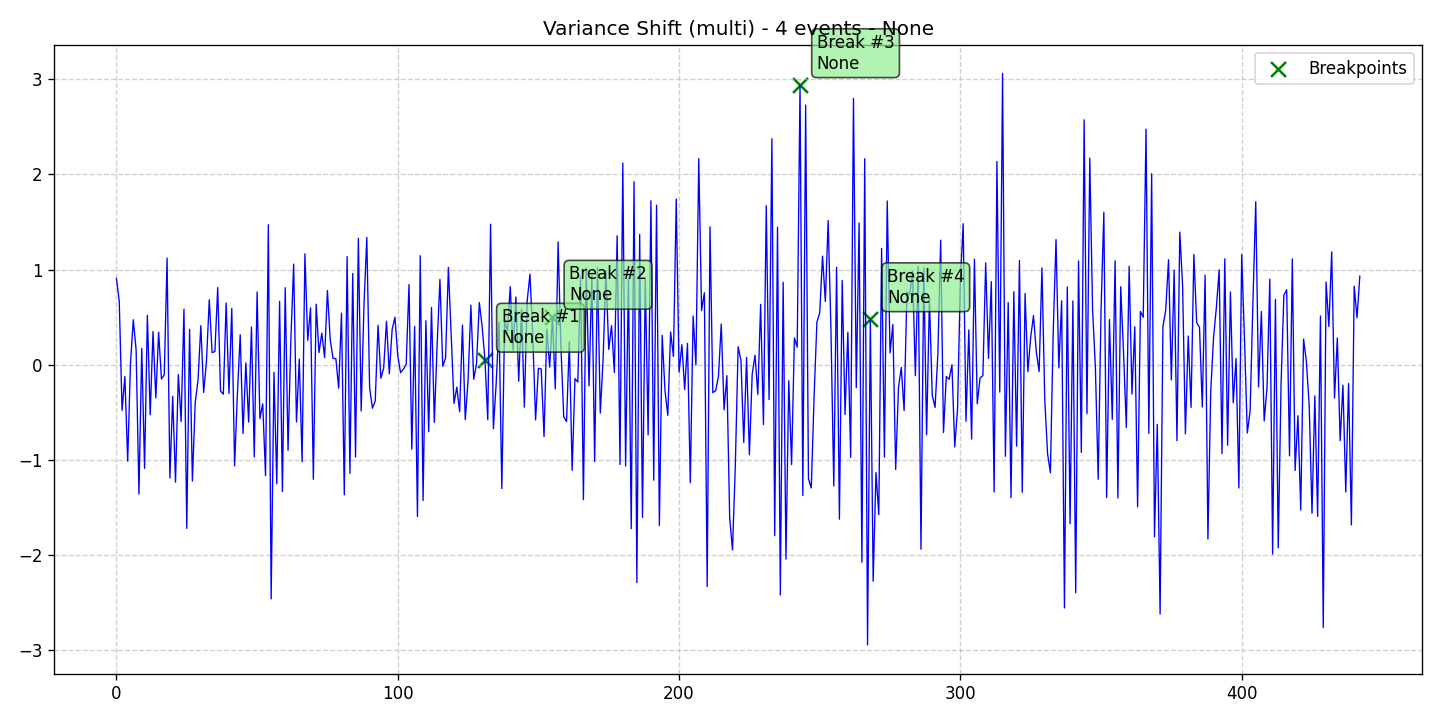 Variance Shift (multi) - 4 events - None
Break #3
None
Breakpoints
Break #2
None
Break #4
None
Break #1
None
3
2
1
0
−1
−2
−3
0
100
200
300
400